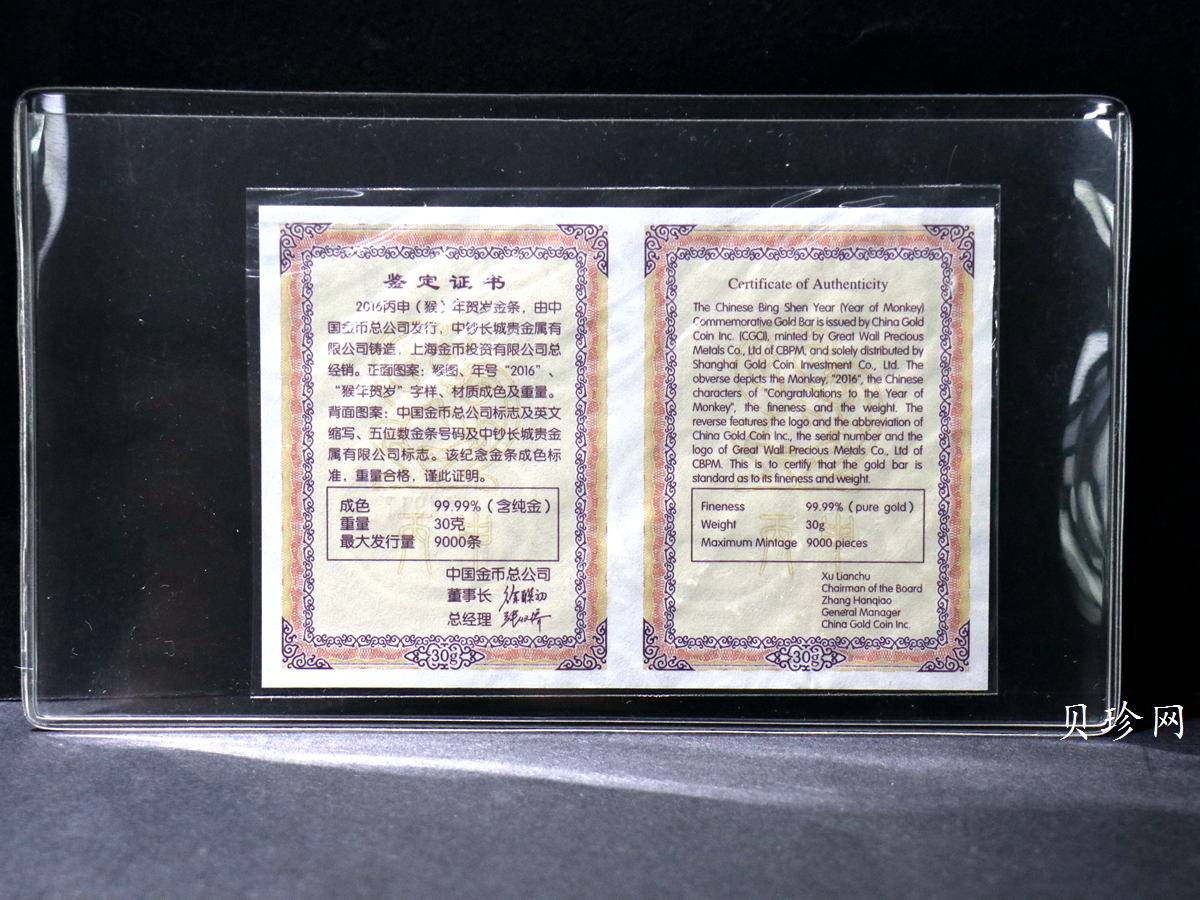 鉴定证书
2016丙申（猴）年贺岁金条，由中
国金币总公司发行，中钞长城贵金属有
限公司铸造，上海金币投资有限公司总
经销。正面图案：猴图、年号“2016”、
“猴年贺岁”字样、材质成色及重量。
背面图案：中国金币总公司标志及英文
缩写、五位数金条号码及中钞长城贵金
属有限公司标志。该纪念金条成色标
准，重量合格，谨此证明。
成色 99.99%（含纯金）
重量 30克
最大发行量 9000条
中国金币总公司
董事长
总经理
30g
Certificate of Authenticity
The Chinese Bing Shen Year (Year of Monkey)
Commemorative Gold Bar is issued by China Gold
Coin Inc. (CGCI), minted by Great Wall Precious
Metals Co., Ltd of CBPM, and solely distributed by
Shanghai Gold Coin Investment Co., Ltd. The
obverse depicts the Monkey, "2016", the Chinese
characters of "Congratulations to the Year of
Monkey", the fineness and the weight. The
reverse features the logo and the abbreviation of
China Gold Coin Inc., the serial number and the
logo of Great Wall Precious Metals Co., Ltd of
CBPM. This is to certify that the gold bar is
standard as to its fineness and weight.
Fineness 99.99% (pure gold)
Weight 30g
Maximum Mintage 9000 pieces
Xu Lianchu
Chairman of the Board
Zhang Hanqiao
General Manager
China Gold Coin Inc.
30g
贝珍网